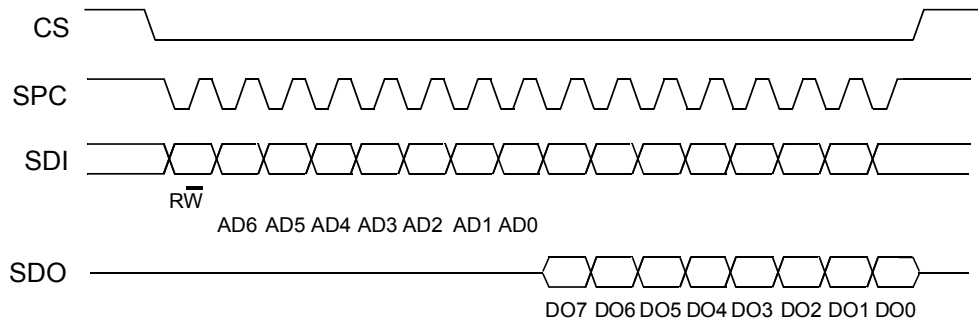 CS
SPC
SDI
RW̅
AD6 AD5 AD4 AD3 AD2 AD1 AD0
SDO
DO7 DO6 DO5 DO4 DO3 DO2 DO1 DO0